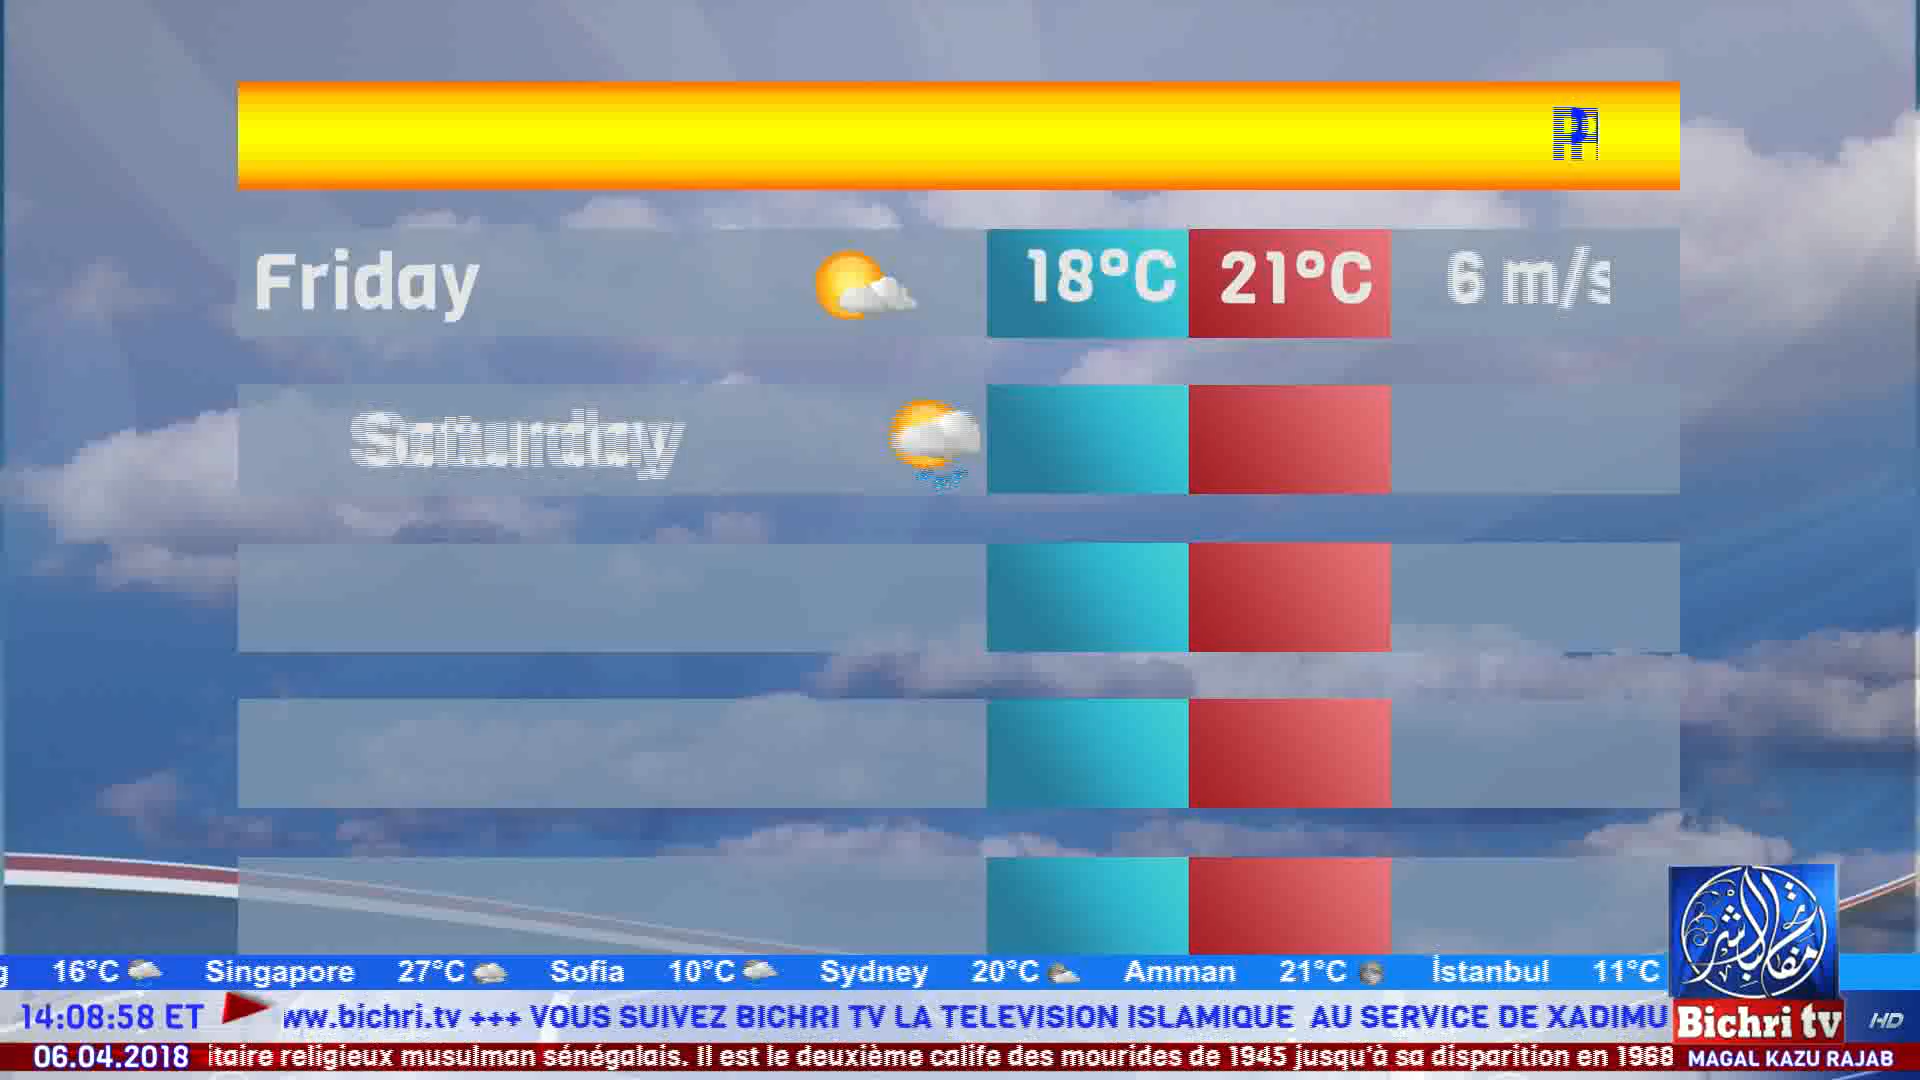 Friday 18°C 21°C 6 m/s
Saturday
16°C Singapore 27°C Sofia 10°C Sydney 20°C Amman 21°C İstanbul 11°C
14:08:58 ET ww.bichri.tv +++ VOUS SUIVEZ BICHRI TV LA TELEVISION ISLAMIQUE AU SERVICE DE XADIMU
Bichri tv HD
06.04.2018 itaire religieux musulman sénégalais. Il est le deuxième calife des mourides de 1945 jusqu'à sa disparition en 1968 MAGAL KAZU RAJAB